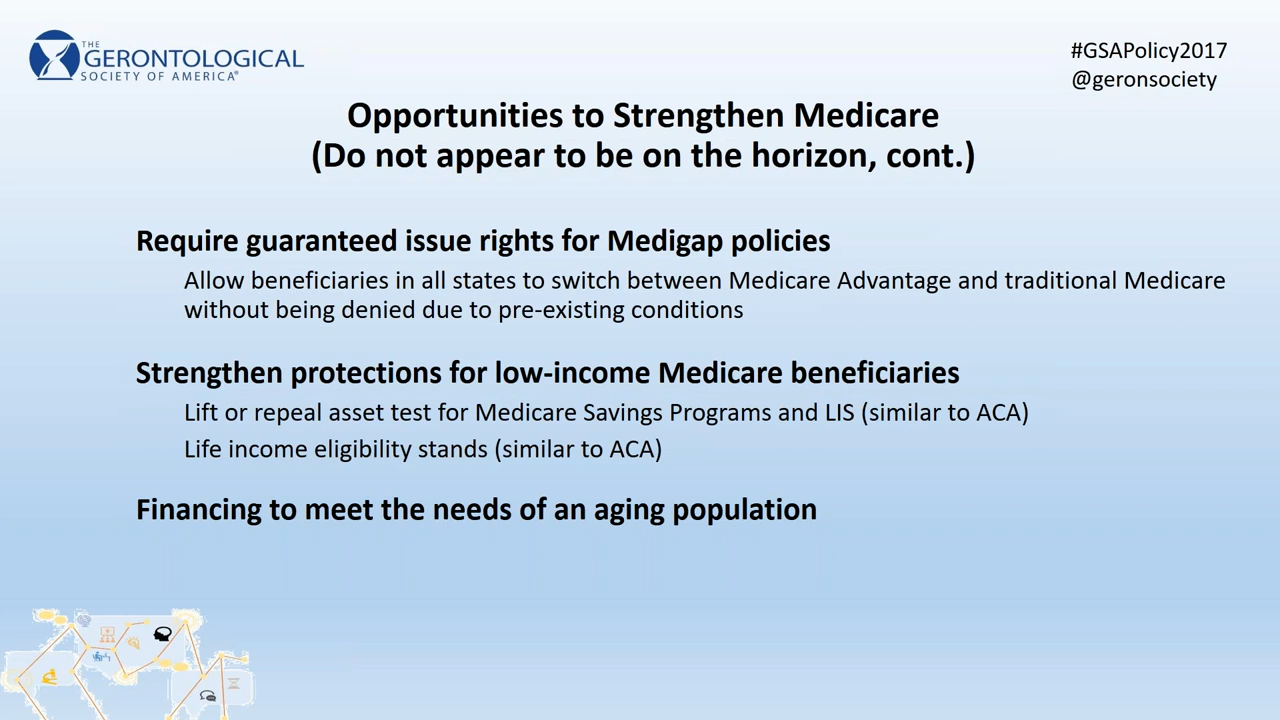 THE
GERONTOLOGICAL
SOCIETY OF AMERICA®
#GSAPolicy2017
@geronsociety
Opportunities to Strengthen Medicare
(Do not appear to be on the horizon, cont.)
Require guaranteed issue rights for Medigap policies
Allow beneficiaries in all states to switch between Medicare Advantage and traditional Medicare
without being denied due to pre-existing conditions
Strengthen protections for low-income Medicare beneficiaries
Lift or repeal asset test for Medicare Savings Programs and LIS (similar to ACA)
Life income eligibility stands (similar to ACA)
Financing to meet the needs of an aging population